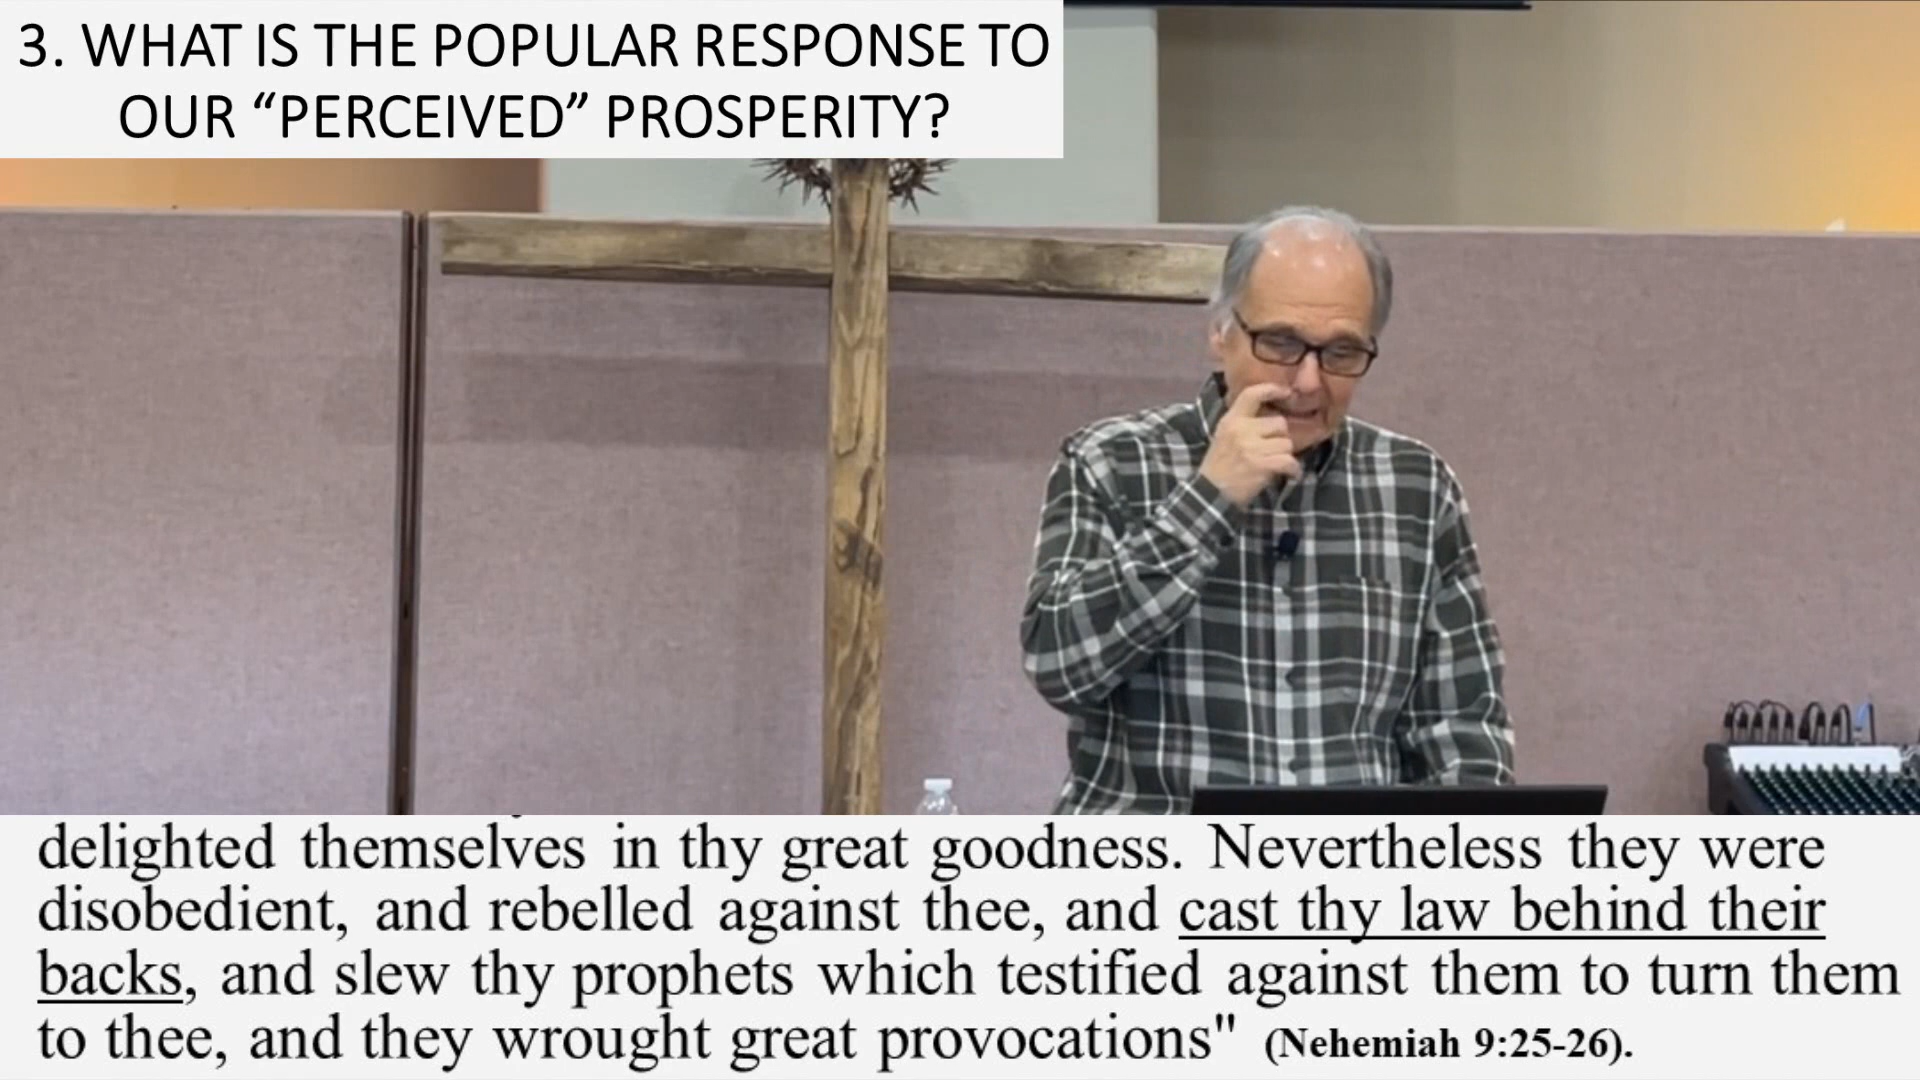 3. WHAT IS THE POPULAR RESPONSE TO
OUR “PERCEIVED” PROSPERITY?
delighted themselves in thy great goodness. Nevertheless they were
disobedient, and rebelled against thee, and cast thy law behind their
backs, and slew thy prophets which testified against them to turn them
to thee, and they wrought great provocations" (Nehemiah 9:25-26).